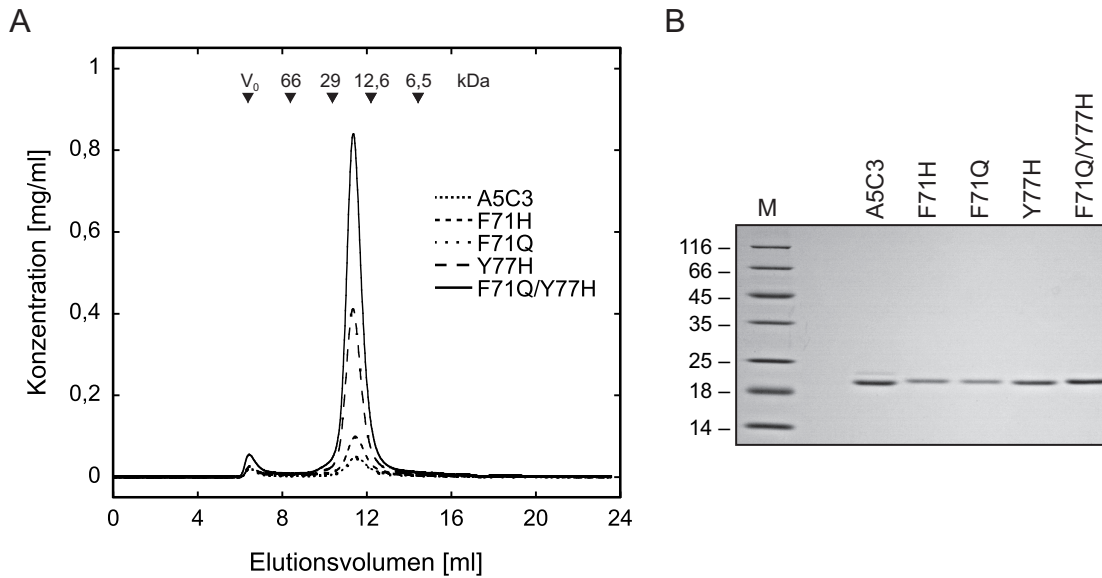 A
Konzentration [mg/ml]
1
0,8
0,6
0,4
0,2
0
V0 66 29 12,6 6,5 kDa
A5C3
F71H
F71Q
Y77H
F71Q/Y77H
0 4 8 12 16 20 24
Elutionsvolumen [ml]
B
M A5C3 F71H F71Q Y77H F71Q/Y77H
116 –
66 –
45 –
35 –
25 –
18 –
14 –